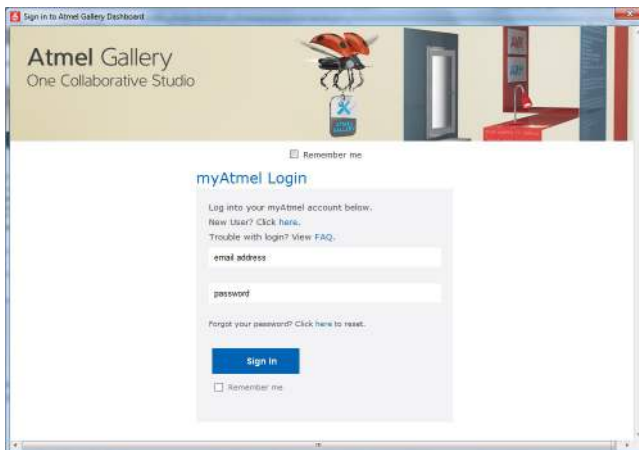 Sign in to Atmel Gallery Dashboard
Atmel Gallery
One Collaborative Studio
ATMEL
GALLERY
Remember me
myAtmel Login
Log into your myAtmel account below.
New User? Click here.
Trouble with login? View FAQ.
email address
password
Forgot your password? Click here to reset.
Sign In
Remember me